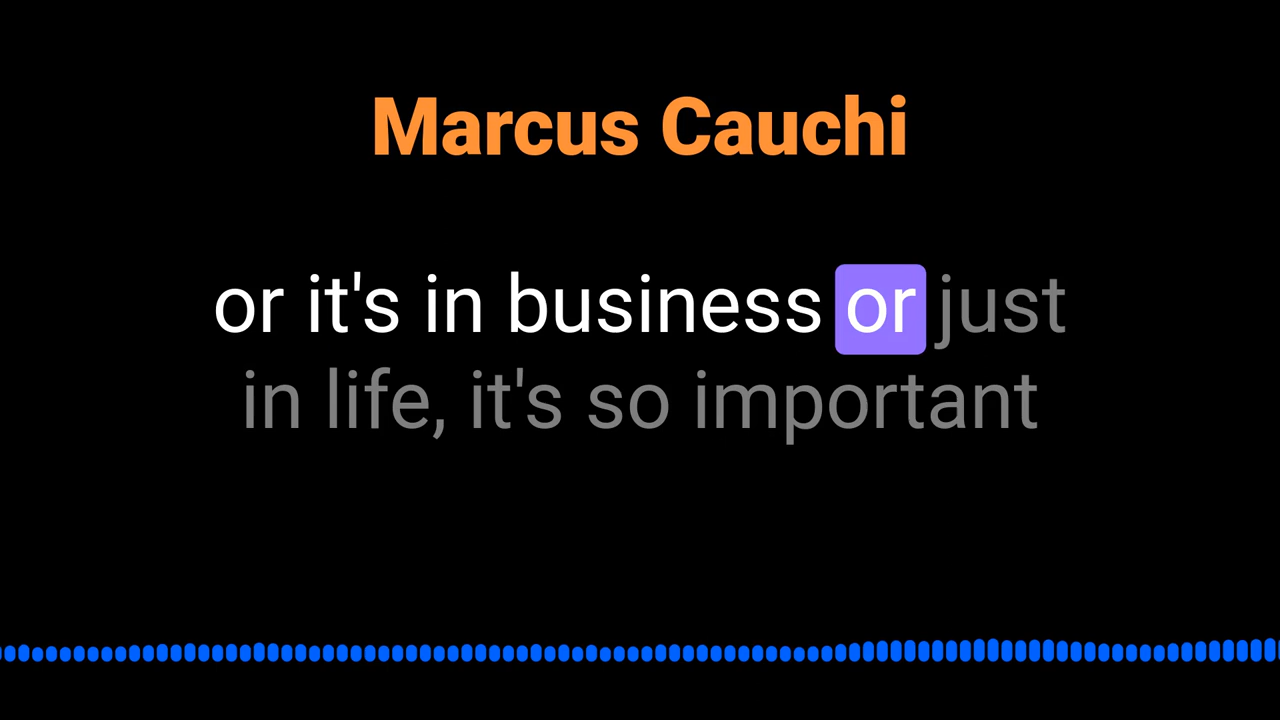 Marcus Cauchi
or it's in business or just
in life, it's so important